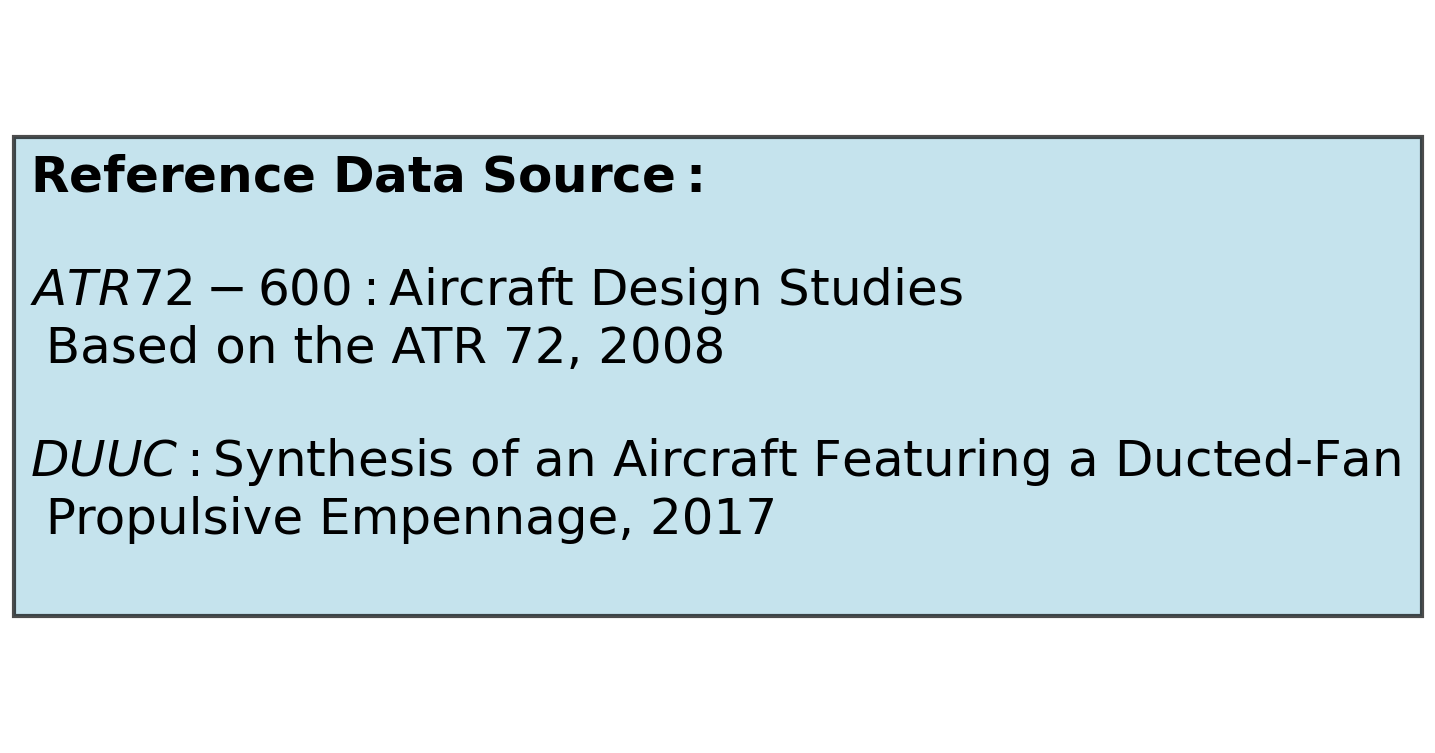 Reference Data Source:
ATR72 − 600: Aircraft Design Studies
Based on the ATR 72, 2008
DUUC: Synthesis of an Aircraft Featuring a Ducted-Fan
Propulsive Empennage, 2017